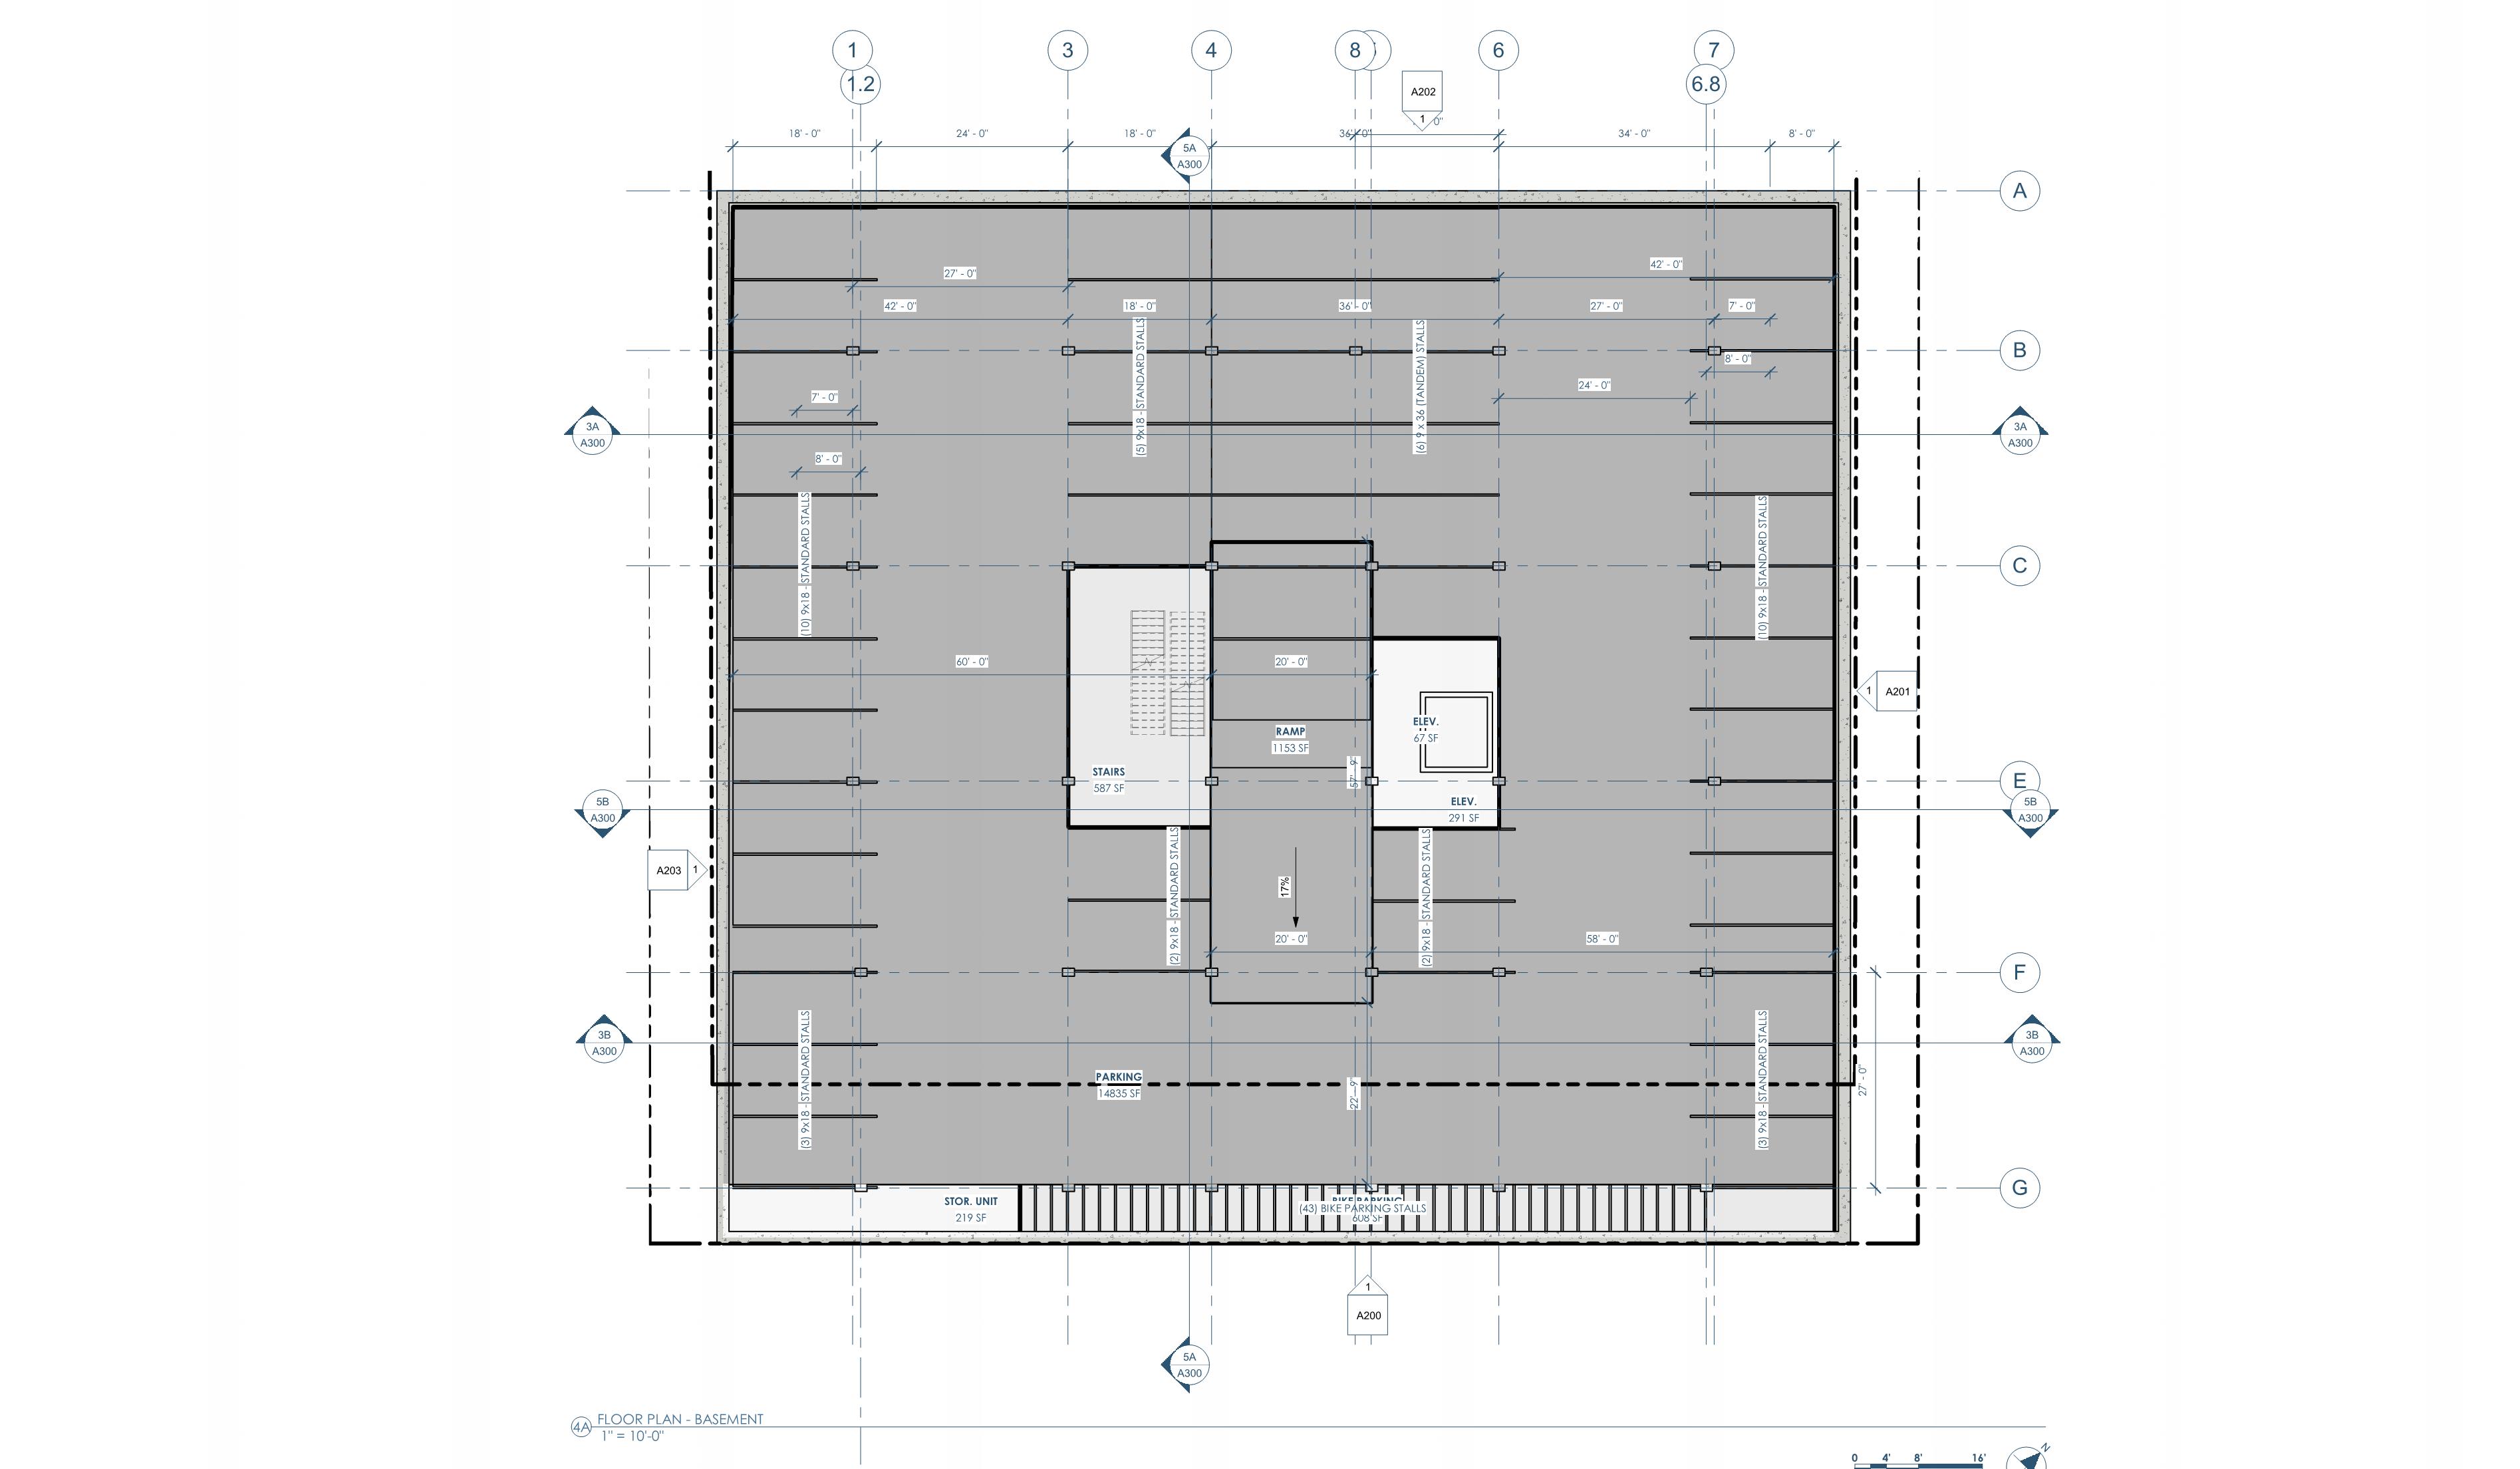 1
3
4
8
6
7
1.2
6.8
A202
1
18' - 0"
24' - 0"
18' - 0"
36' - 0"
34' - 0"
8' - 0"
5A
A300
A
27' - 0"
42' - 0"
42' - 0"
18' - 0"
36' - 0"
27' - 0"
7' - 0"
B
8' - 0"
24' - 0"
7' - 0"
(5) 9x18 - STANDARD STALLS
(6) 9 x 36 (TANDEM) STALLS
3A
A300
3A
A300
8' - 0"
(10) 9x18 - STANDARD STALLS
(10) 9x18 - STANDARD STALLS
C
60' - 0"
20' - 0"
1
A201
RAMP
1153 SF
ELEV.
67 SF
STAIRS
587 SF
57' - 9"
E
ELEV.
291 SF
5B
A300
5B
A300
A203
1
(2) 9x18 - STANDARD STALLS
17%
(2) 9x18 - STANDARD STALLS
20' - 0"
58' - 0"
F
3B
A300
3B
A300
(3) 9x18 - STANDARD STALLS
(3) 9x18 - STANDARD STALLS
PARKING
14835 SF
22' - 9"
27' - 0"
G
STOR. UNIT
219 SF
BIKE PARKING
(43) BIKE PARKING STALLS
608 SF
1
A200
5A
A300
4A
FLOOR PLAN - BASEMENT
1" = 10'-0"
0 4' 8' 16'
N